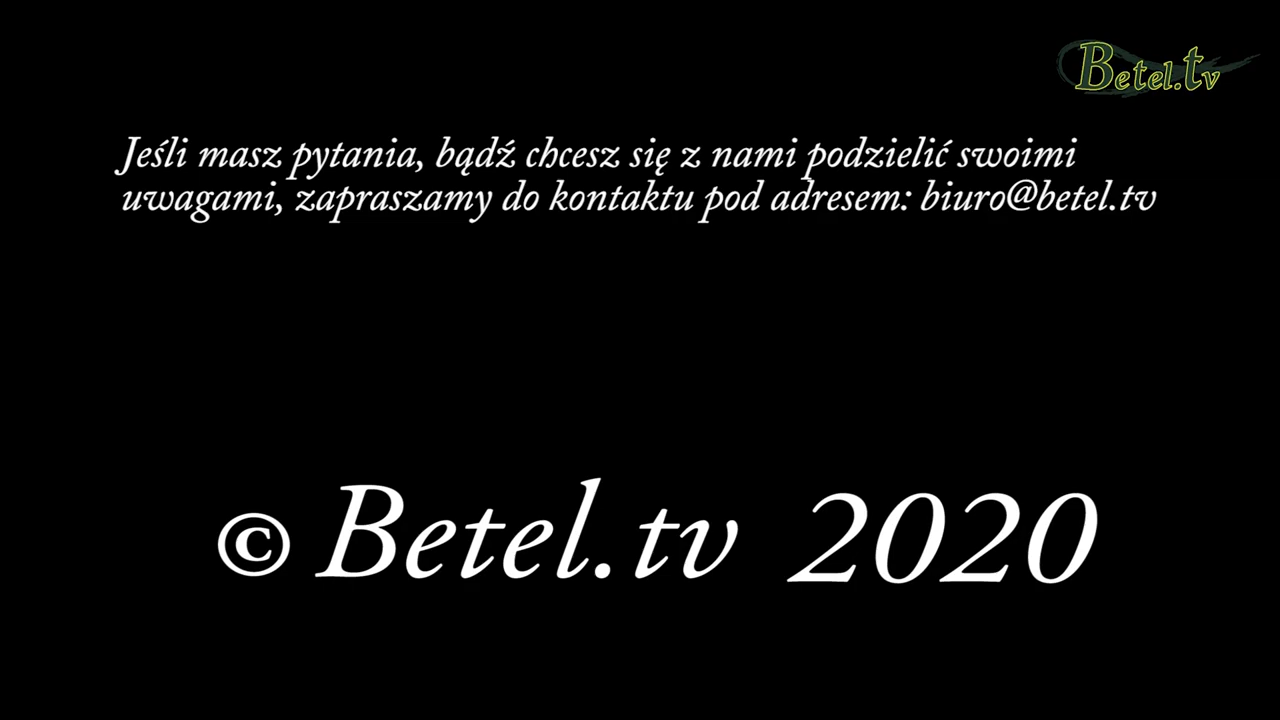 Betel.tv
Jeśli masz pytania, bądź chcesz się z nami podzielić swoimi
uwagami, zapraszamy do kontaktu pod adresem: biuro@betel.tv
© Betel.tv 2020